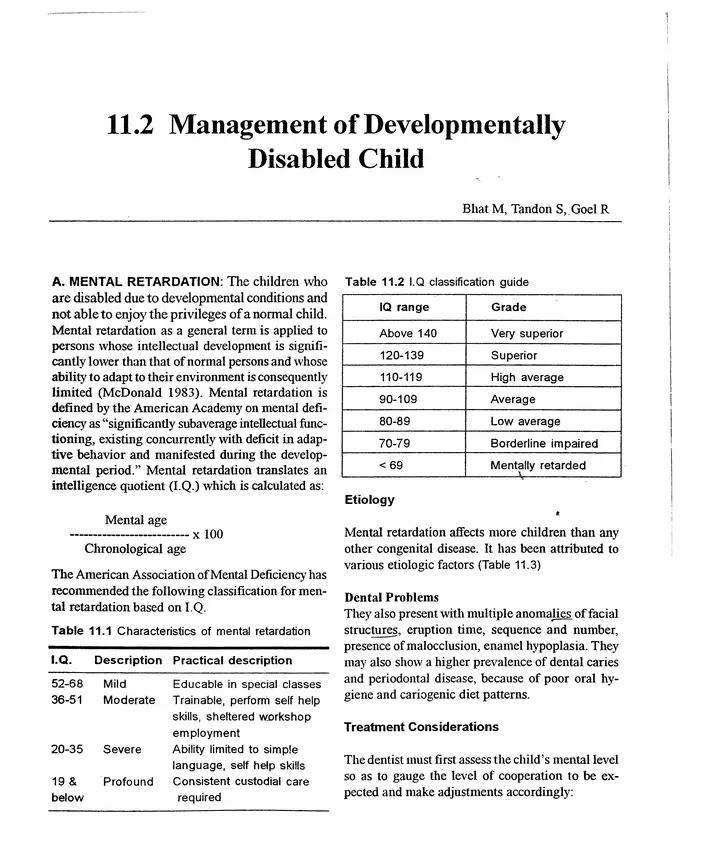 11.2 Management of Developmentally
Disabled Child
Bhat M, Tandon S, Goel R
A. MENTAL RETARDATION: The children who
are disabled due to developmental conditions and
not able to enjoy the privileges of a normal child.
Mental retardation as a general term is applied to
persons whose intellectual development is signifi-
cantly lower than that of normal persons and whose
ability to adapt to their environment is consequently
limited (McDonald 1983). Mental retardation is
defined by the American Academy on mental defi-
ciency as “significantly subaverage intellectual func-
tioning, existing concurrently with deficit in adap-
tive behavior and manifested during the develop-
mental period.” Mental retardation translates an
intelligence quotient (I.Q.) which is calculated as:
Mental age
-------------------------- x 100
Chronological age
The American Association of Mental Deficiency has
recommended the following classification for men-
tal retardation based on I.Q.
Table 11.1 Characteristics of mental retardation
I.Q. Description Practical description
52-68 Mild Educable in special classes
36-51 Moderate Trainable, perform self help
skills, sheltered workshop
employment
20-35 Severe Ability limited to simple
language, self help skills
19 & Profound Consistent custodial care
below required
Table 11.2 I.Q classification guide
IQ range Grade
Above 140 Very superior
120-139 Superior
110-119 High average
90-109 Average
80-89 Low average
70-79 Borderline impaired
< 69 Mentally retarded
Etiology
Mental retardation affects more children than any
other congenital disease. It has been attributed to
various etiologic factors (Table 11.3)
Dental Problems
They also present with multiple anomalies of facial
structures, eruption time, sequence and number,
presence of malocclusion, enamel hypoplasia. They
may also show a higher prevalence of dental caries
and periodontal disease, because of poor oral hy-
giene and cariogenic diet patterns.
Treatment Considerations
The dentist must first assess the child's mental level
so as to gauge the level of cooperation to be ex-
pected and make adjustments accordingly: